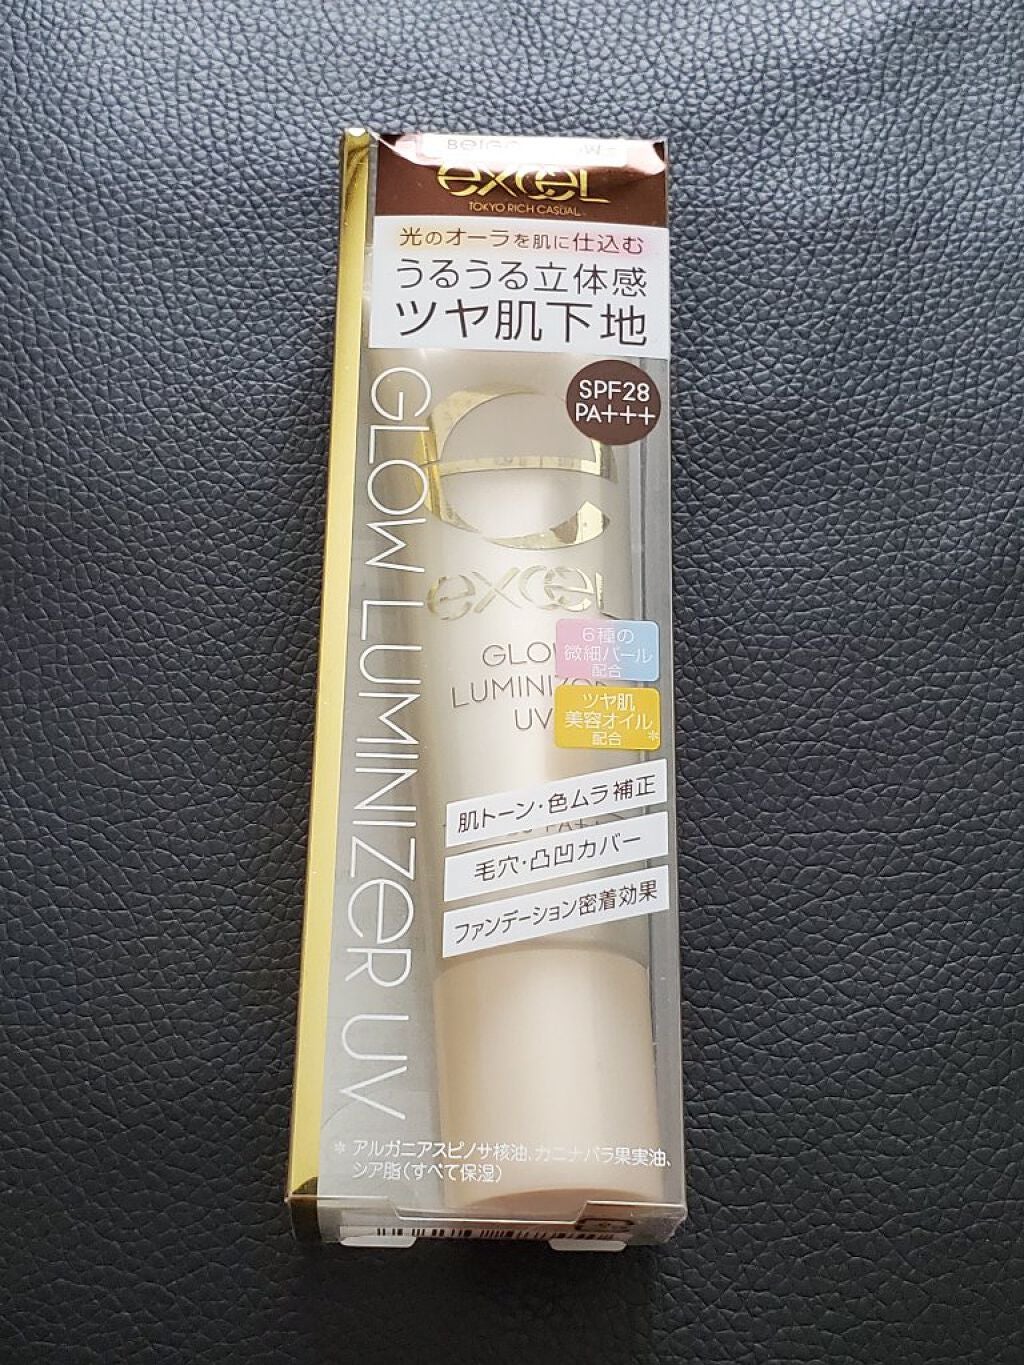 excel
TOKYO RICH CASUAL
光のオーラを肌に仕込む
うるうる立体感
ツヤ肌下地
SPF28
PA+++
GLOW LUMINIZER UV
excel
GLOW
LUMINIZER
UV
6種の
微細パール
配合
ツヤ肌
美容オイル
配合
*
肌トーン・色ムラ補正
毛穴・凸凹カバー
ファンデーション密着効果
* アルガニアスピノサ核油、カニナバラ果実油、
シア脂(すべて保湿)